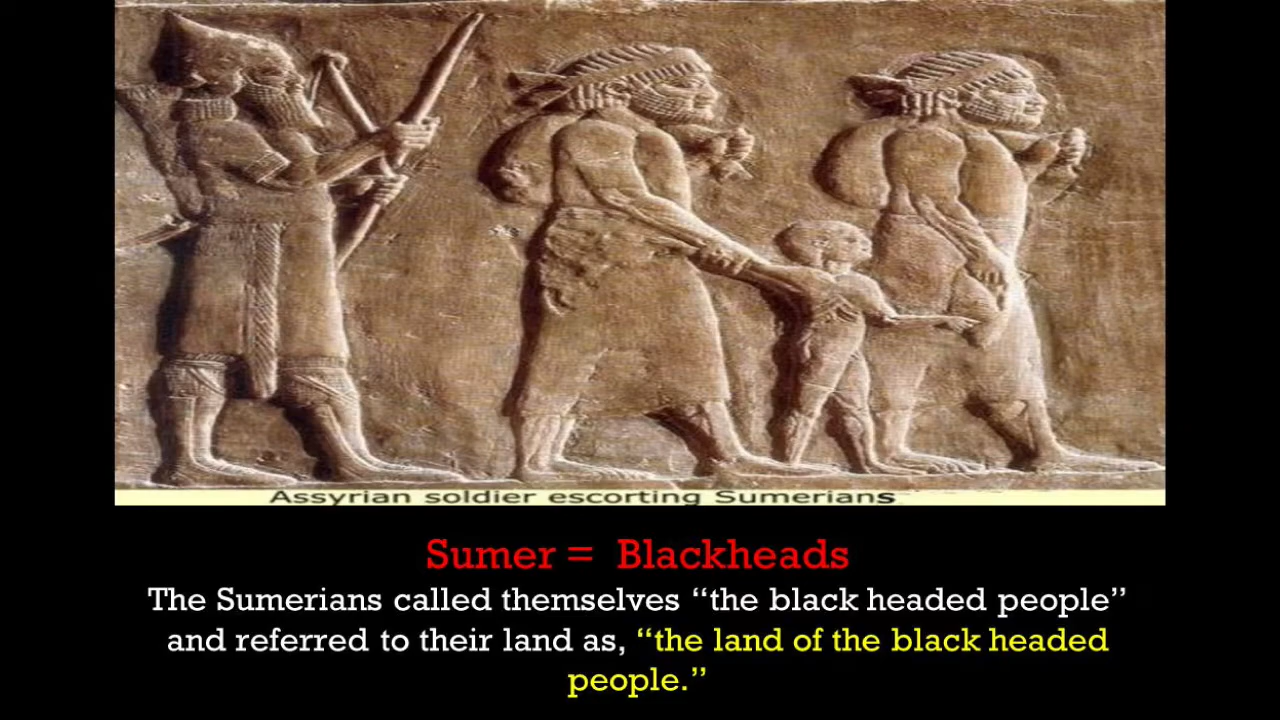 Assyrian soldier escorting Sumerians
Sumer = Blackheads
The Sumerians called themselves “the black headed people”
and referred to their land as, “the land of the black headed
people.”